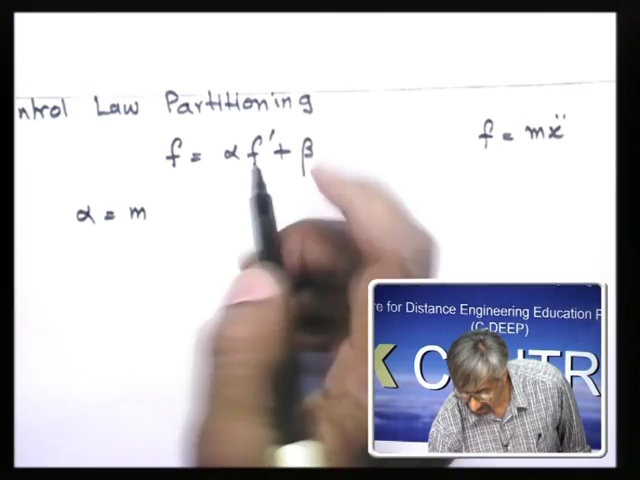 ntrol Law Partitioning
f = αf′ + β
f = mẍ
α = m
re for Distance Engineering Education P
(C-DEEP)
C NTR